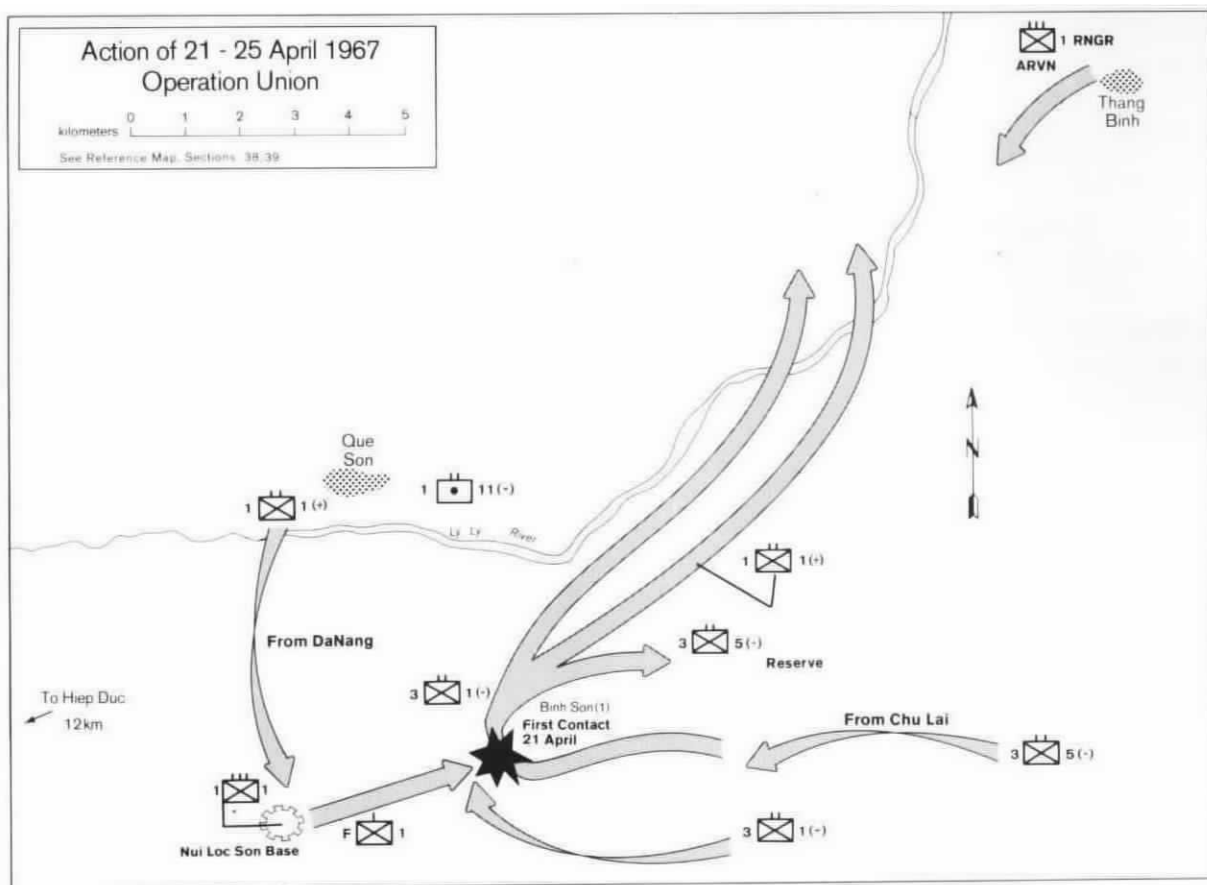 Action of 21 - 25 April 1967
Operation Union
0 1 2 3 4 5
kilometers
See Reference Map, Sections 38, 39
1 RNGR
ARVN
Thang
Binh
N
Que
Son
1 11(-)
1 1(+)
Ly Ly River
1 1(+)
From DaNang
3 5(-)
Reserve
3 1(-)
To Hiep Duc
12km
Binh Son(1)
First Contact
21 April
From Chu Lai
3 5(-)
1 1
Nui Loc Son Base
F 1
3 1(-)